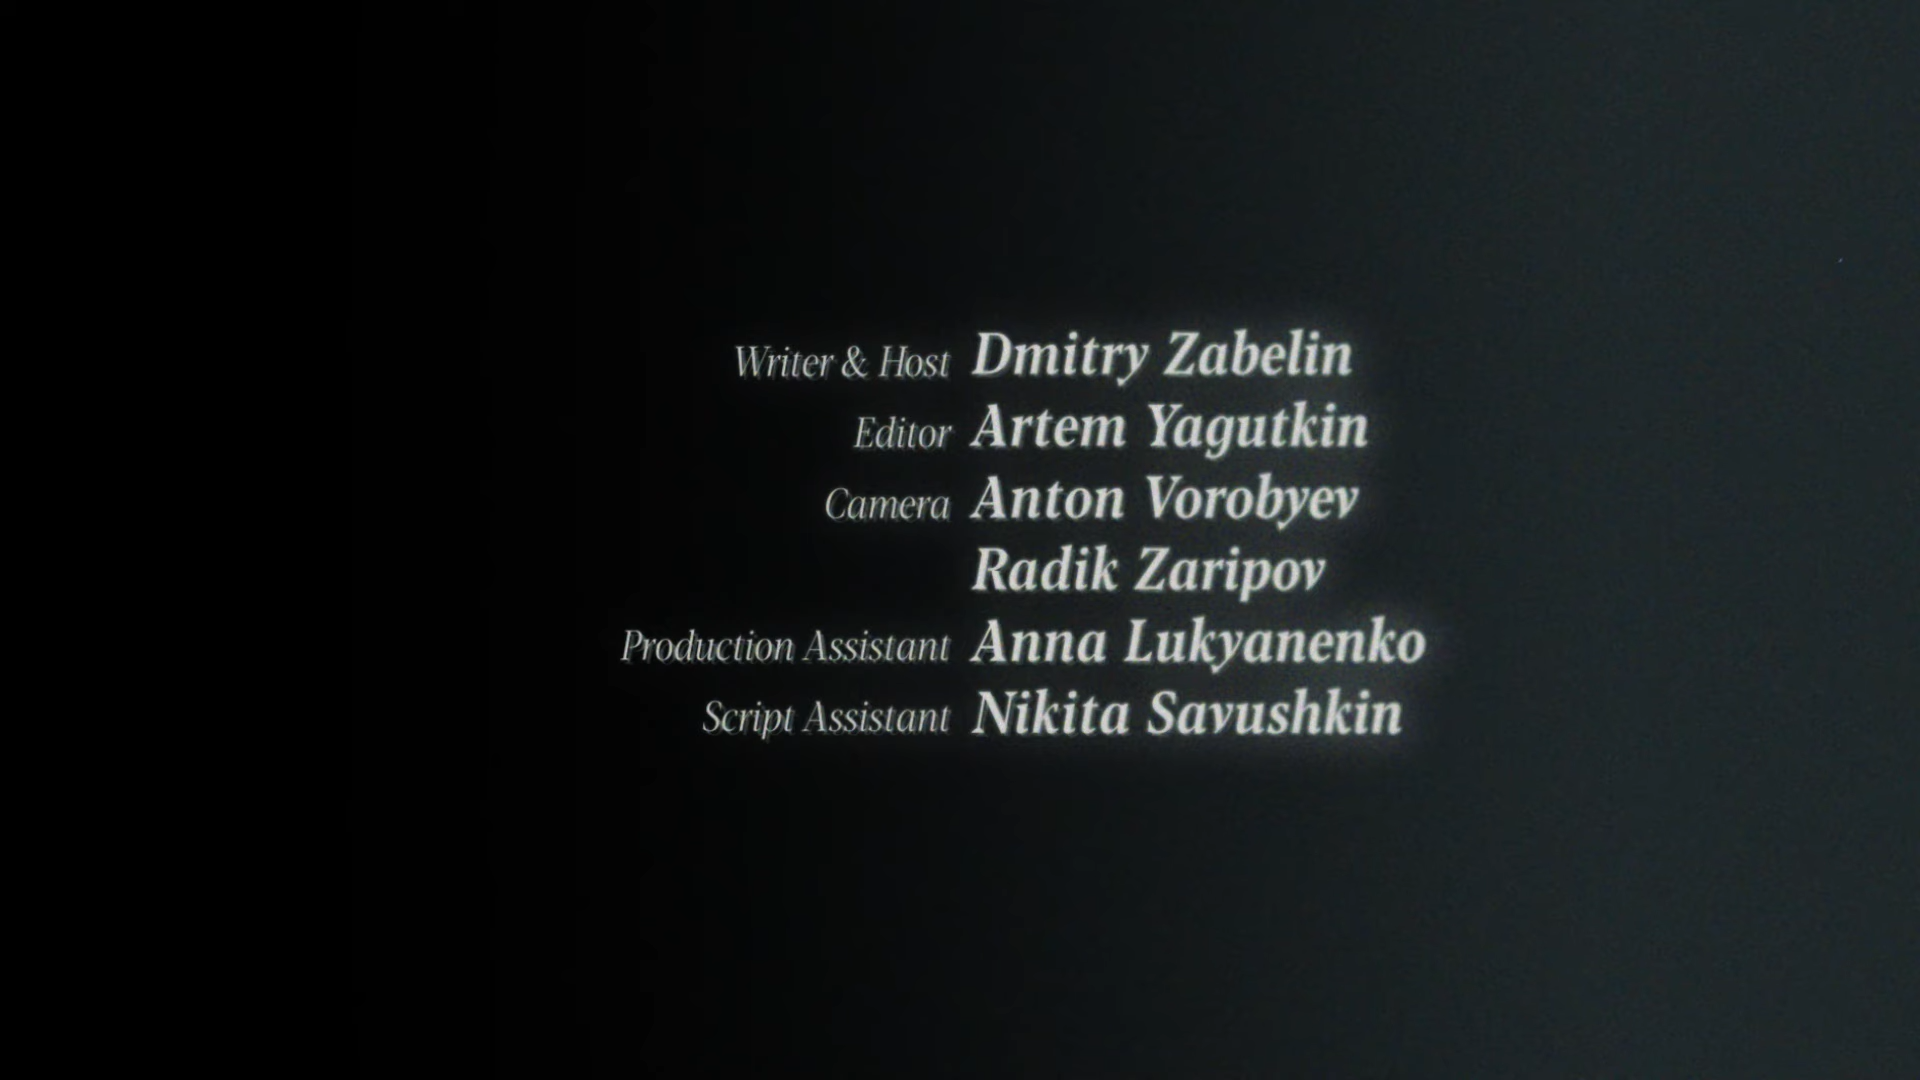 Writer & Host Dmitry Zabelin
Editor Artem Yagutkin
Camera Anton Vorobyev
Radik Zaripov
Production Assistant Anna Lukyanenko
Script Assistant Nikita Savushkin